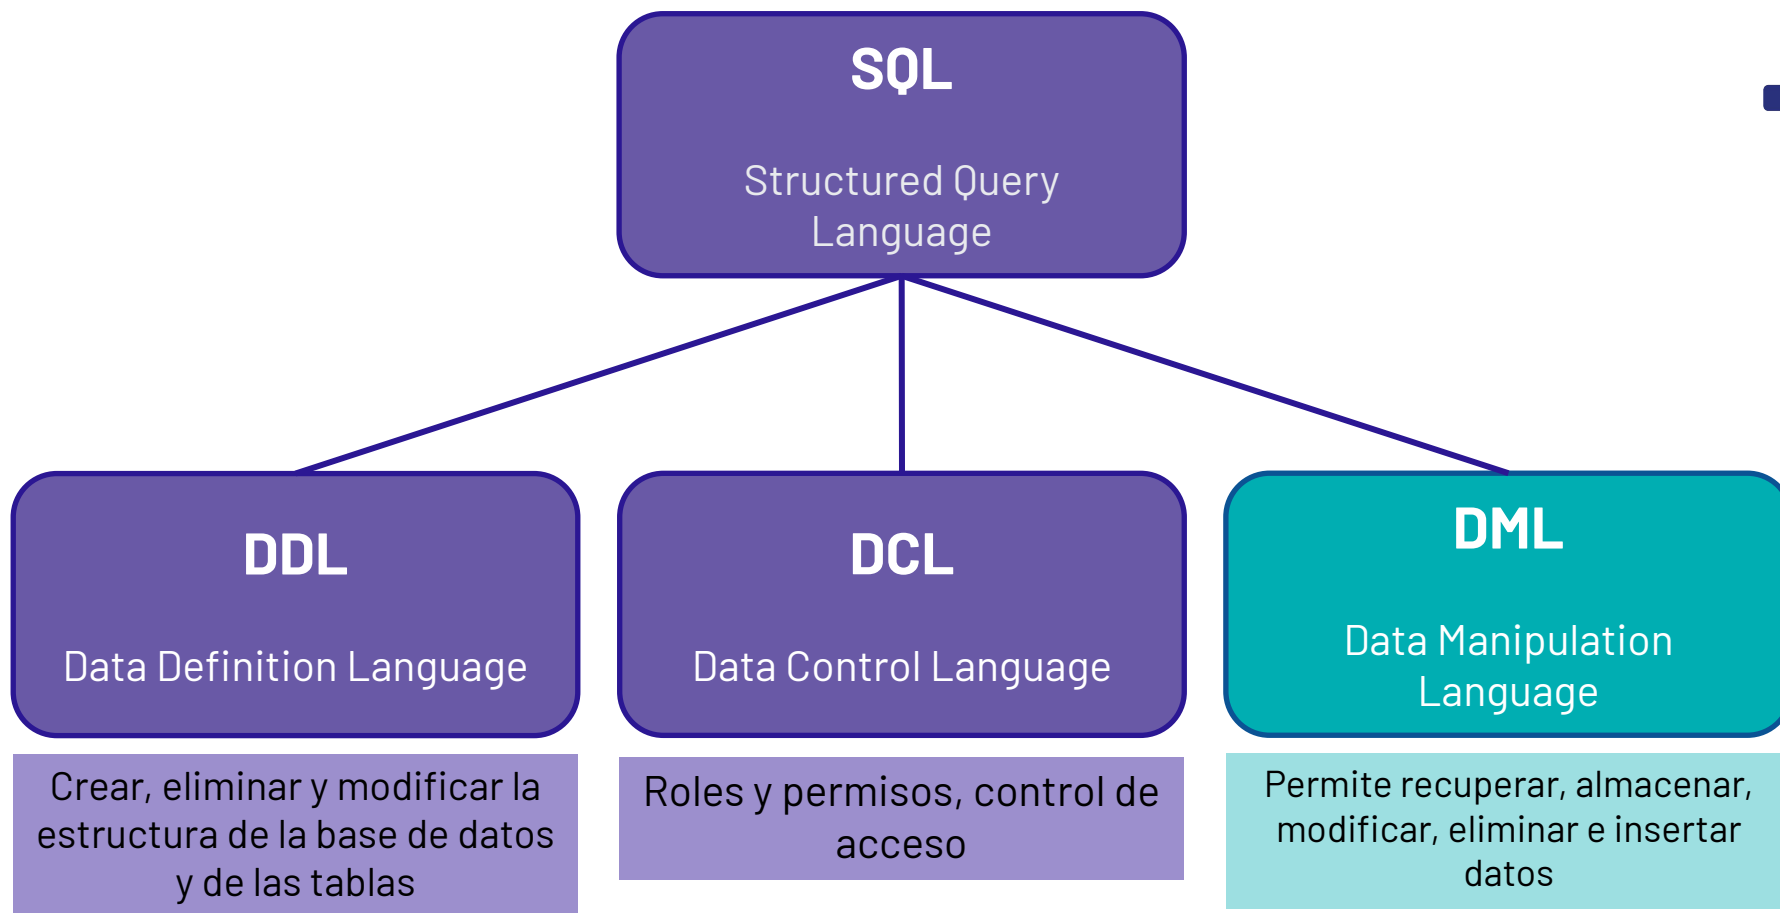 SQL
Structured Query
Language
DDL
Data Definition Language
DCL
Data Control Language
DML
Data Manipulation
Language
Crear, eliminar y modificar la
estructura de la base de datos
y de las tablas
Roles y permisos, control de
acceso
Permite recuperar, almacenar,
modificar, eliminar e insertar
datos